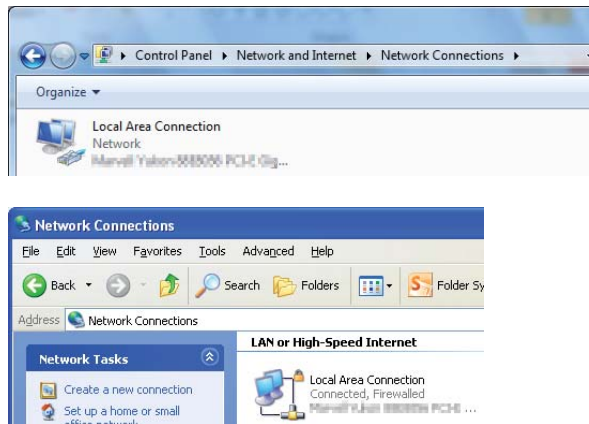 Control Panel Network and Internet Network Connections
Organize
Local Area Connection
Network
Network Connections
File Edit View Favorites Tools Advanced Help
Back Search Folders Folder Sy
Address Network Connections
LAN or High-Speed Internet
Network Tasks
Local Area Connection
Connected, Firewalled
Create a new connection
Set up a home or small
office network